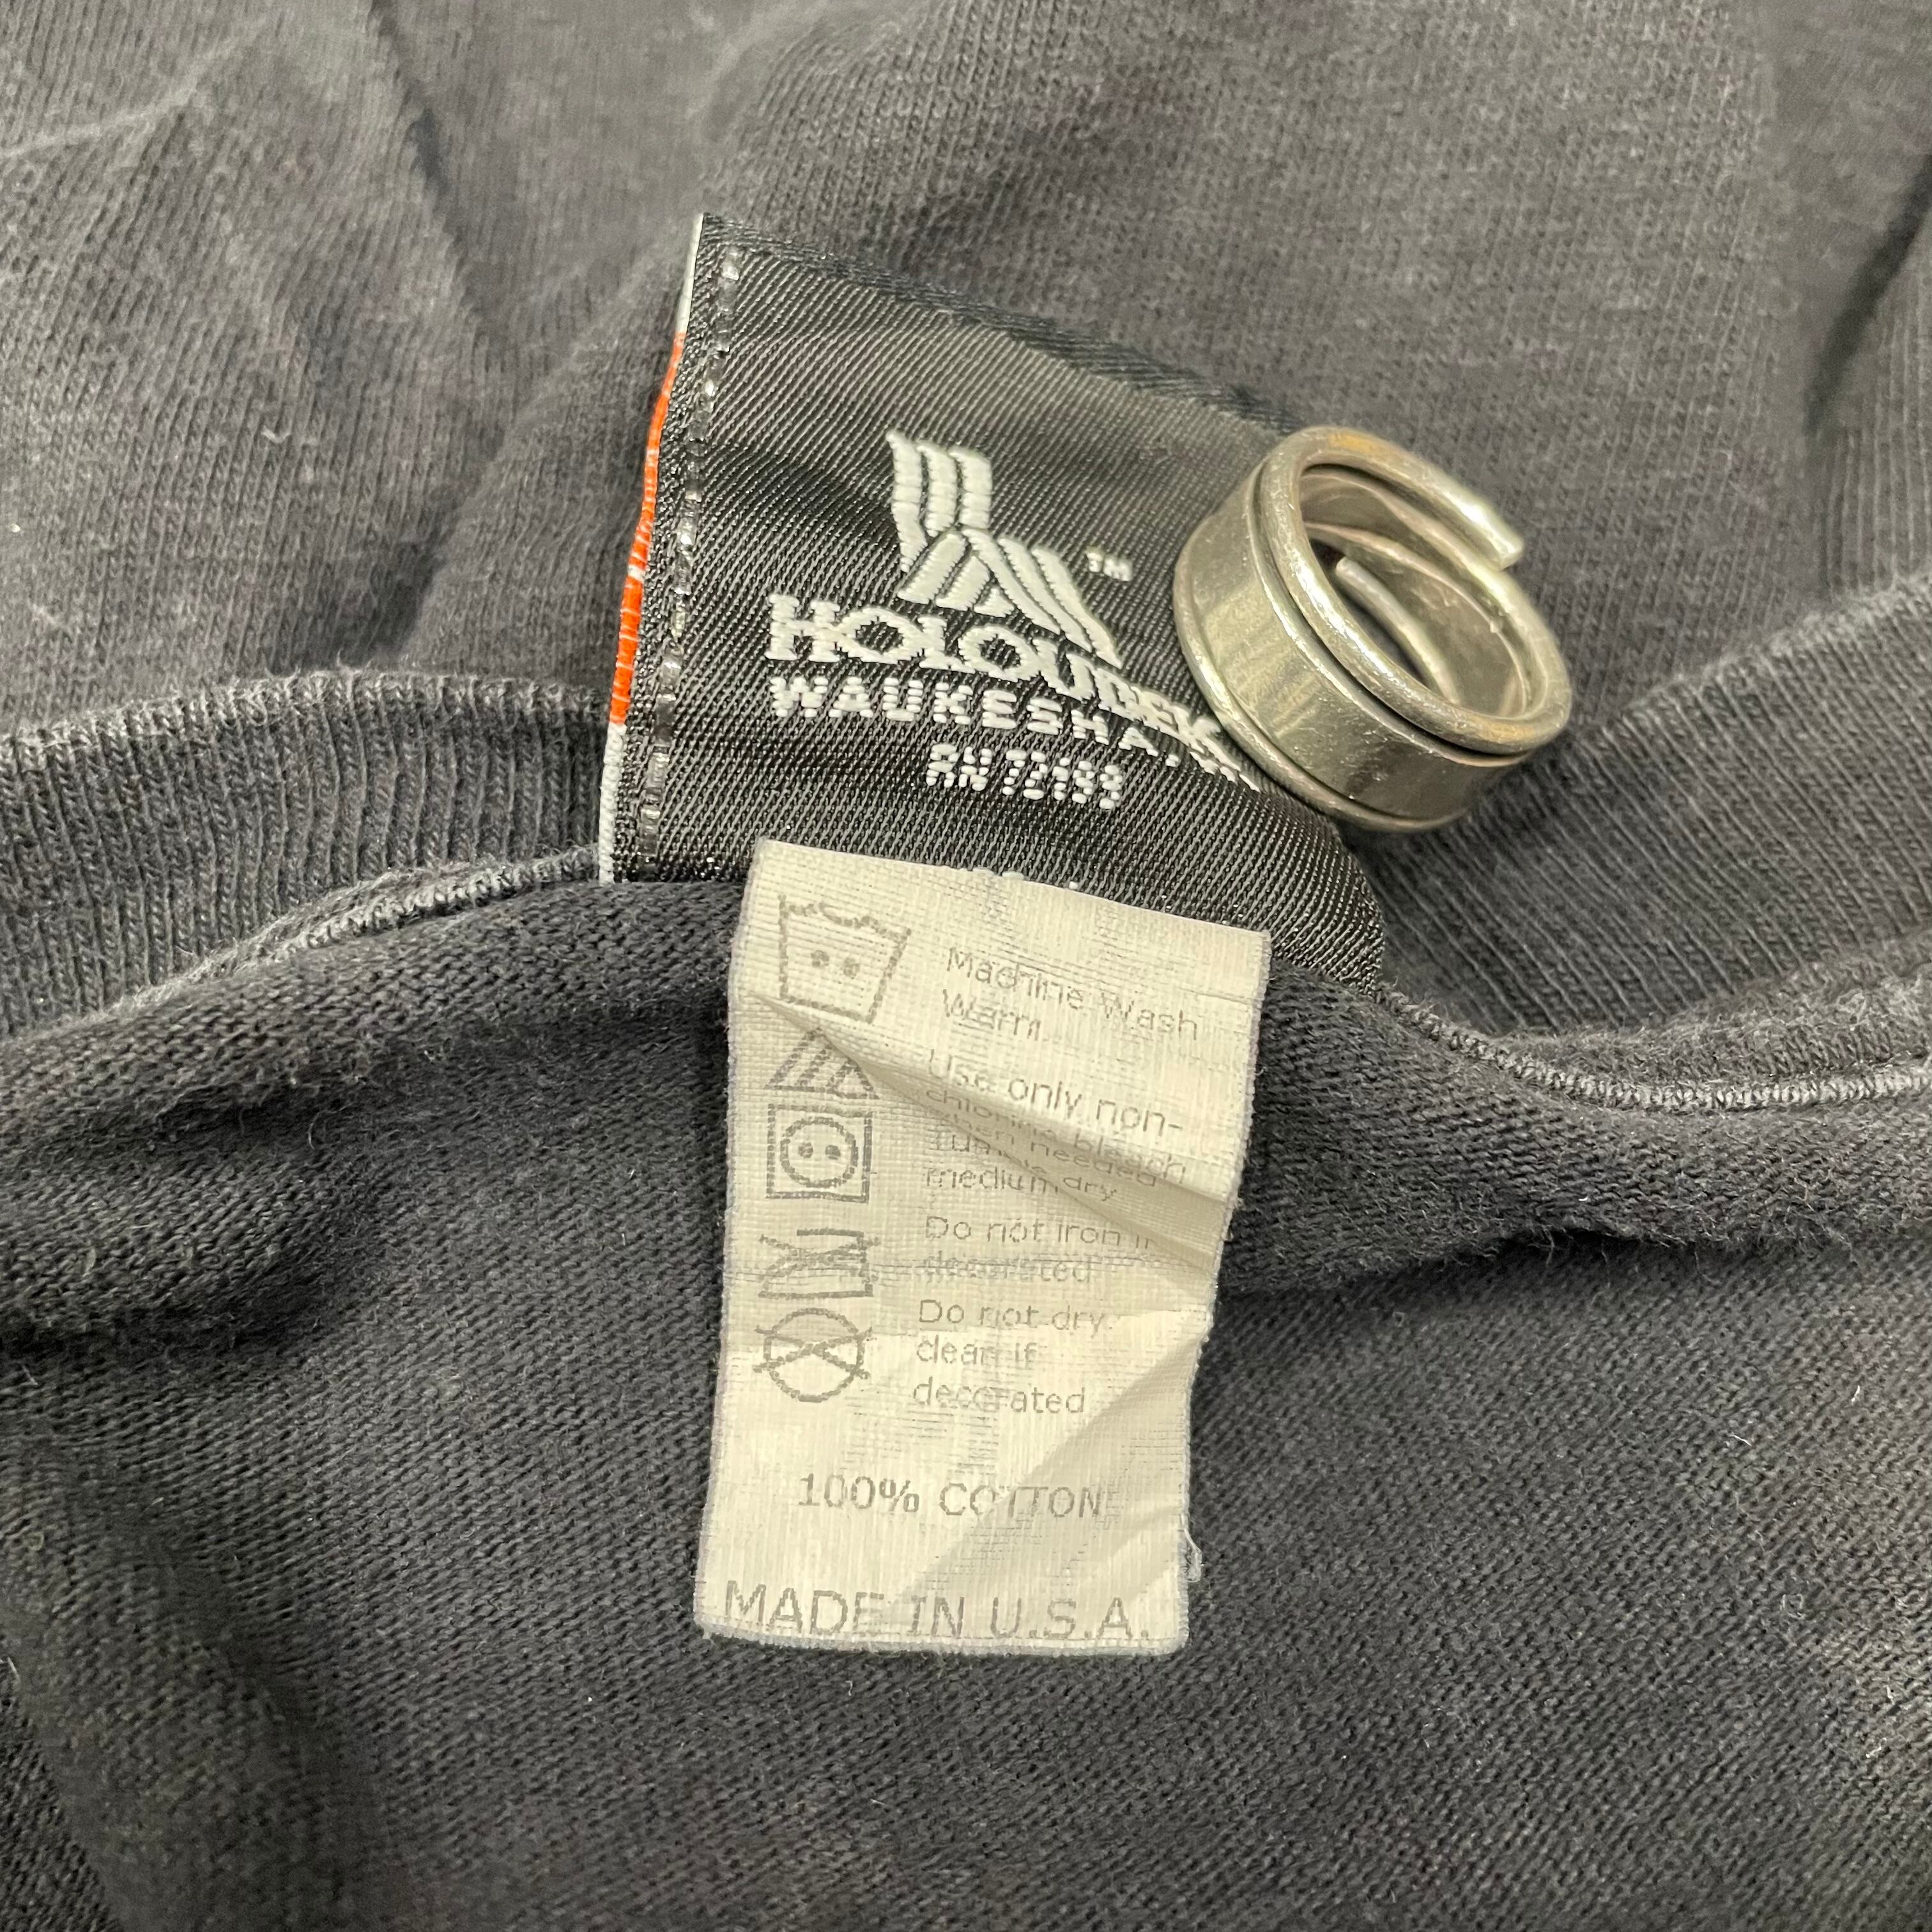 TM
HOLOUBEK
WAUKESHA,
RN 72199
Machine Wash
Warm
Use only non-
chlorine bleach
when needed
Tumble dry
medium
Do not iron if
decorated
Do not dry
clean if
decorated
100% COTTON
MADE IN U.S.A.